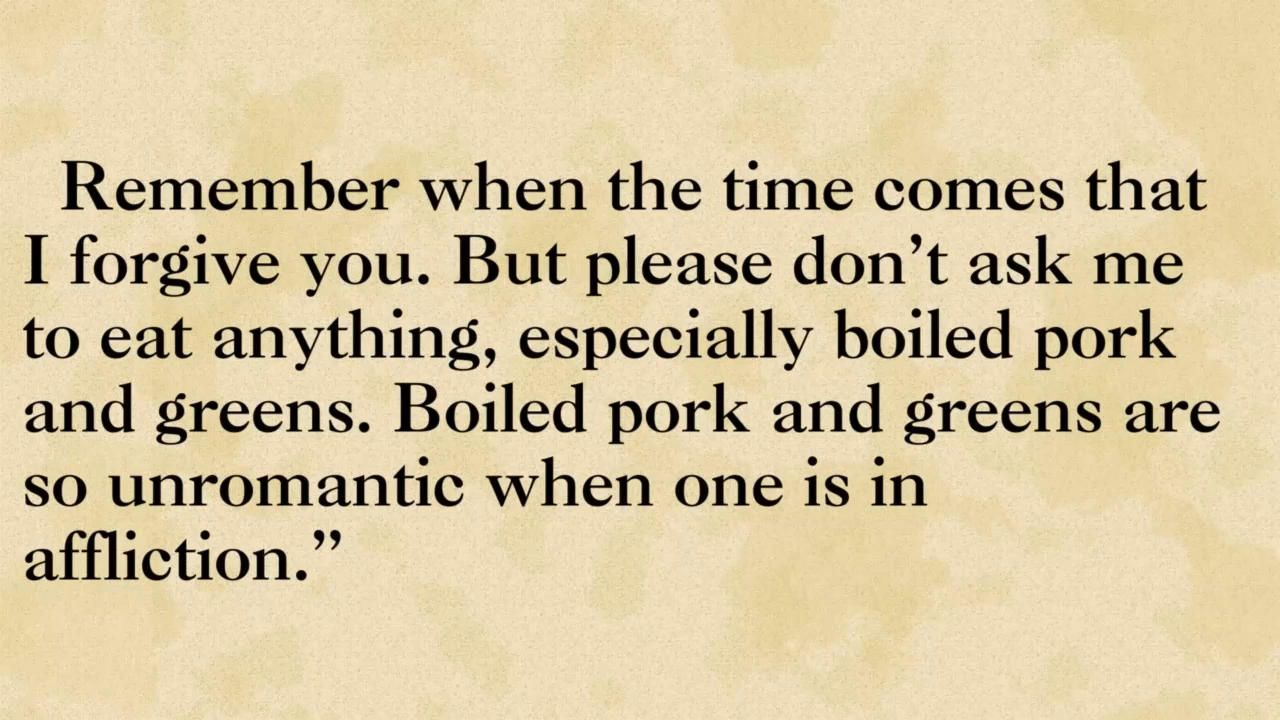 Remember when the time comes that
I forgive you. But please don’t ask me
to eat anything, especially boiled pork
and greens. Boiled pork and greens are
so unromantic when one is in
affliction.”